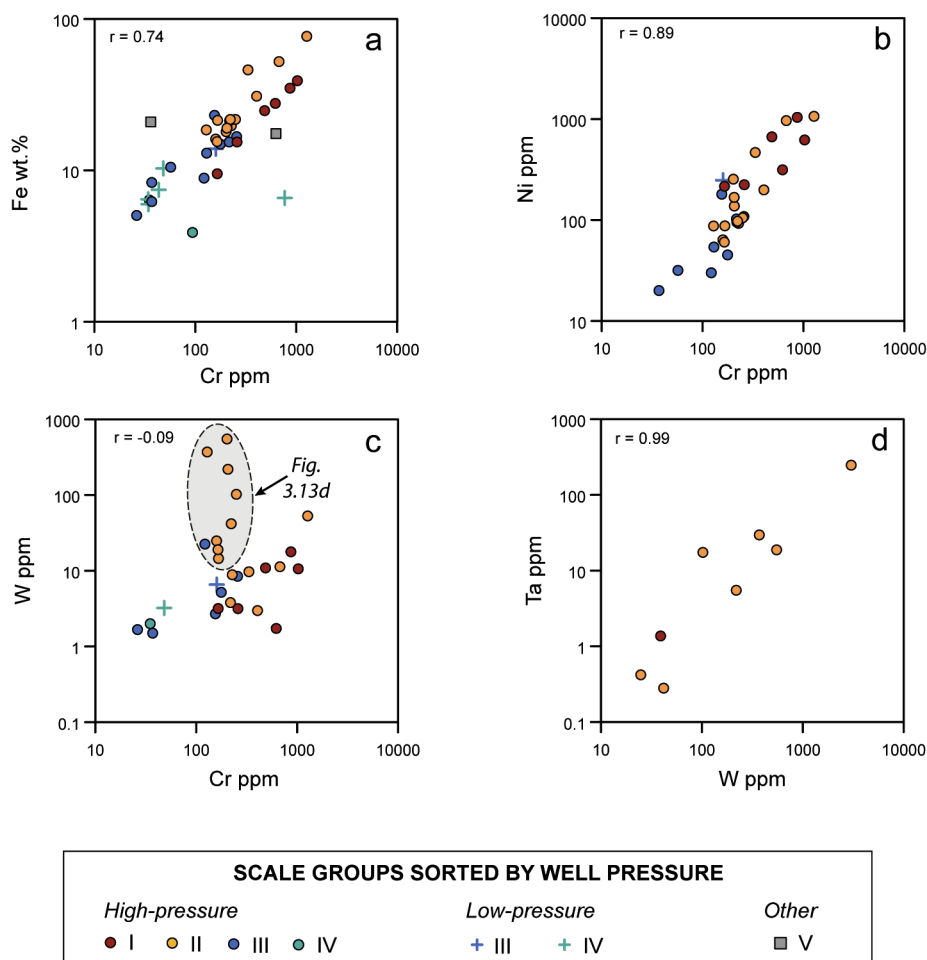 100
r = 0.74
a
10
1
Fe wt.%
10
100
1000
10000
Cr ppm
10000
r = 0.89
b
1000
100
10
Ni ppm
10
100
1000
10000
Cr ppm
1000
r = -0.09
c
Fig.
3.13d
100
10
1
0.1
W ppm
10
100
1000
10000
Cr ppm
1000
r = 0.99
d
100
10
1
0.1
Ta ppm
10
100
1000
10000
W ppm
SCALE GROUPS SORTED BY WELL PRESSURE
High-pressure Low-pressure Other
I II III IV III IV V